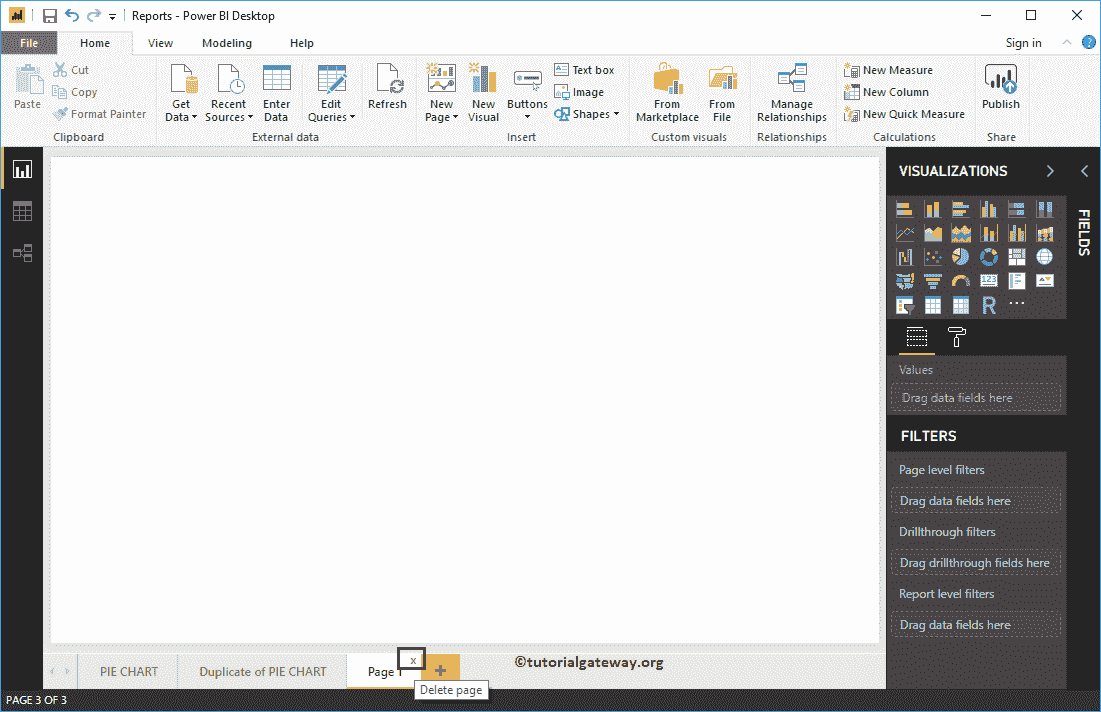 Reports - Power BI Desktop
File Home View Modeling Help Sign in
Paste
Cut
Copy
Format Painter
Clipboard
Get Data
Recent Sources
Enter Data
Edit Queries
External data
Refresh
New Page
New Visual
Buttons
Text box
Image
Shapes
Insert
From Marketplace
From File
Custom visuals
Manage Relationships
Relationships
New Measure
New Column
New Quick Measure
Calculations
Publish
Share
VISUALIZATIONS
FIELDS
123
R
Values
Drag data fields here
FILTERS
Page level filters
Drag data fields here
Drillthrough filters
Drag drillthrough fields here
Report level filters
Drag data fields here
PIE CHART
Duplicate of PIE CHART
Page 1
x
+
Delete page
©tutorialgateway.org
PAGE 3 OF 3